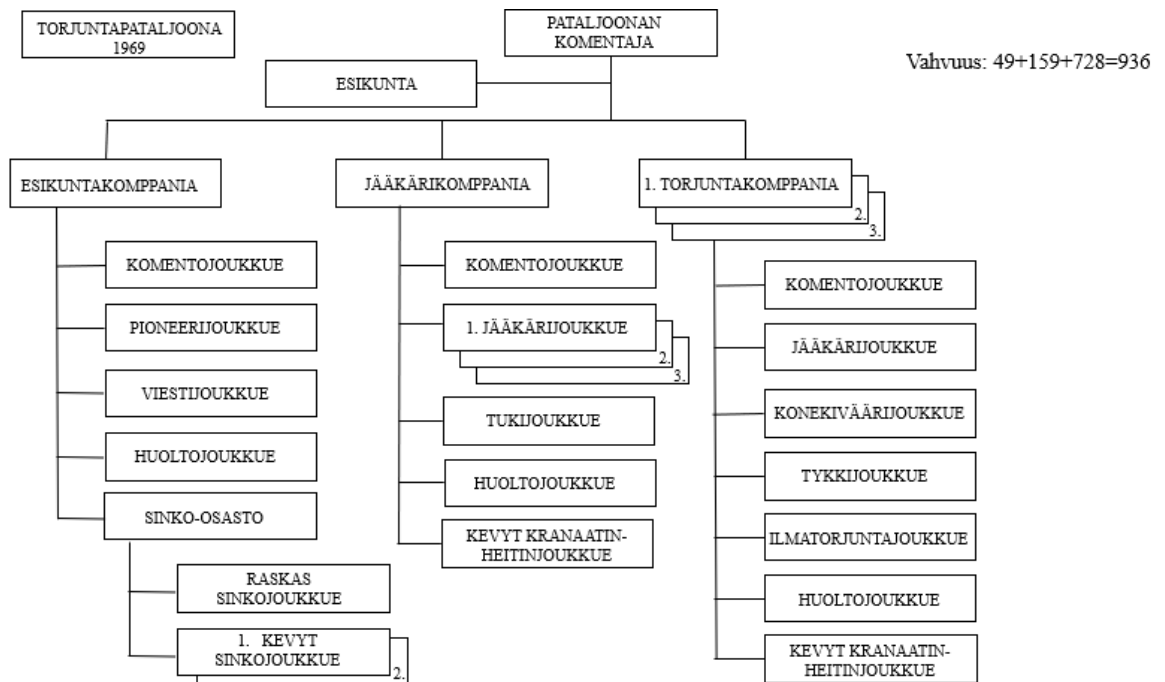 TORJUNTAPATALJOONA
1969
PATALJOONAN
KOMENTAJA
Vahvuus: 49+159+728=936
ESIKUNTA
ESIKUNTAKOMPPANIA
KOMENTOJOUKKUE
PIONEERIJOUKKUE
VIESTIJOUKKUE
HUOLTOJOUKKUE
SINKO-OSASTO
RASKAS
SINKOJOUKKUE
1. KEVYT
SINKOJOUKKUE
2.
JÄÄKÄRIKOMPPANIA
KOMENTOJOUKKUE
1. JÄÄKÄRIJOUKKUE
2.
3.
TUKIJOUKKUE
HUOLTOJOUKKUE
KEVYT KRANAATIN-
HEITINJOUKKUE
1. TORJUNTAKOMPPANIA
2.
3.
KOMENTOJOUKKUE
JÄÄKÄRIJOUKKUE
KONEKIVÄÄRIJOUKKUE
TYKKIJOUKKUE
ILMATORJUNTAJOUKKUE
HUOLTOJOUKKUE
KEVYT KRANAATIN-
HEITINJOUKKUE